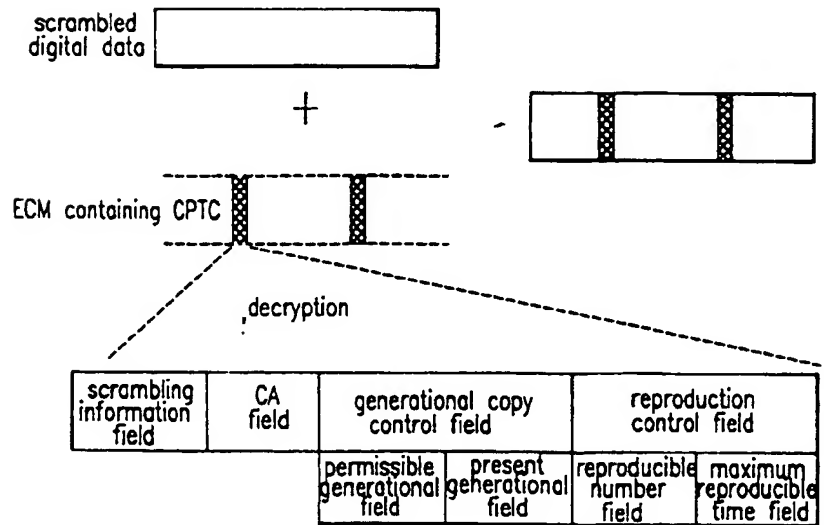 scrambled
digital data
+
ECM containing CPTC
decryption
scrambling
information
field
CA
field
generational copy
control field
reproduction
control field
permissible
generational
field
present
generational
field
reproducible
number
field
maximum
reproducible
time field